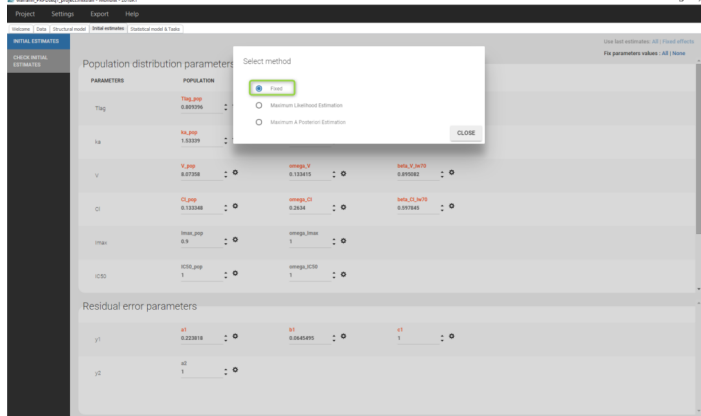 Project Settings Export Help
Welcome Data Structural model Initial estimates Statistical model & Tasks
INITIAL ESTIMATES
CHECK INITIAL ESTIMATES
Use last estimates: All | Fixed effects
Fix parameters values : All | None
Population distribution parameters
PARAMETERS POPULATION
Select method
Fixed
Maximum Likelihood Estimation
Maximum A Posteriori Estimation
CLOSE
Tlag_pop
Tlag 0.809396
ka_pop
ka 1.53339
V_pop omega_V beta_V_lw70
V 8.07358 0.133415 0.895082
Cl_pop omega_Cl beta_Cl_lw70
Cl 0.133348 0.2634 0.597845
Imax_pop omega_Imax
Imax 0.9 1
IC50_pop omega_IC50
IC50 1 1
Residual error parameters
a1 b1 c1
y1 0.223818 0.0645495 1
a2
y2 1